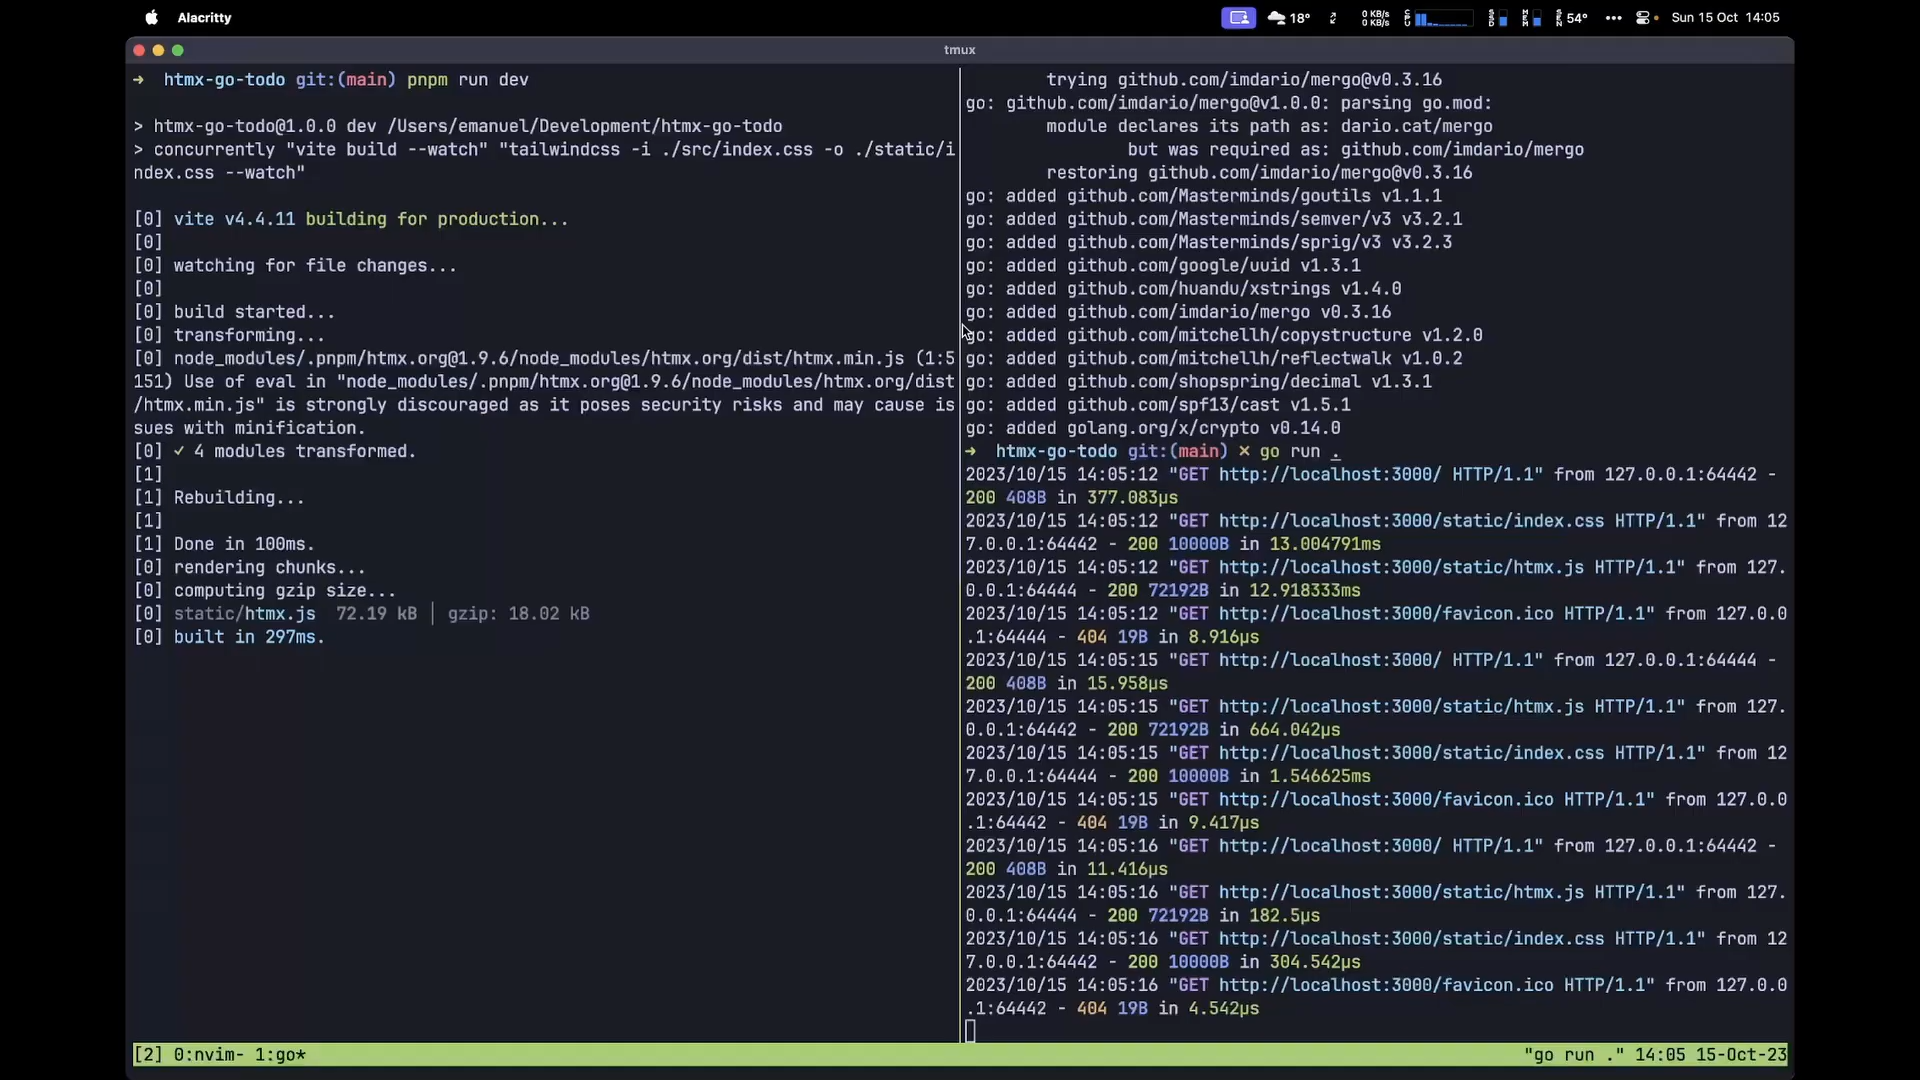 Alacritty
18°
0 KB/s
0 KB/s
54°
Sun 15 Oct 14:05
tmux
➜ htmx-go-todo git:(main) pnpm run dev
> htmx-go-todo@1.0.0 dev /Users/emanuel/Development/htmx-go-todo
> concurrently "vite build --watch" "tailwindcss -i ./src/index.css -o ./static/i
ndex.css --watch"
[0] vite v4.4.11 building for production...
[0]
[0] watching for file changes...
[0]
[0] build started...
[0] transforming...
[0] node_modules/.pnpm/htmx.org@1.9.6/node_modules/htmx.org/dist/htmx.min.js (1:5
151) Use of eval in "node_modules/.pnpm/htmx.org@1.9.6/node_modules/htmx.org/dist
/htmx.min.js" is strongly discouraged as it poses security risks and may cause is
sues with minification.
[0] ✓ 4 modules transformed.
[1]
[1] Rebuilding...
[1]
[1] Done in 100ms.
[0] rendering chunks...
[0] computing gzip size...
[0] static/htmx.js 72.19 kB │ gzip: 18.02 kB
[0] built in 297ms.
trying github.com/imdario/mergo@v0.3.16
go: github.com/imdario/mergo@v1.0.0: parsing go.mod:
module declares its path as: dario.cat/mergo
but was required as: github.com/imdario/mergo
restoring github.com/imdario/mergo@v0.3.16
go: added github.com/Masterminds/goutils v1.1.1
go: added github.com/Masterminds/semver/v3 v3.2.1
go: added github.com/Masterminds/sprig/v3 v3.2.3
go: added github.com/google/uuid v1.3.1
go: added github.com/huandu/xstrings v1.4.0
go: added github.com/imdario/mergo v0.3.16
go: added github.com/mitchellh/copystructure v1.2.0
go: added github.com/mitchellh/reflectwalk v1.0.2
go: added github.com/shopspring/decimal v1.3.1
go: added github.com/spf13/cast v1.5.1
go: added golang.org/x/crypto v0.14.0
➜ htmx-go-todo git:(main) ✗ go run .
2023/10/15 14:05:12 "GET http://localhost:3000/ HTTP/1.1" from 127.0.0.1:64442 -
200 408B in 377.083µs
2023/10/15 14:05:12 "GET http://localhost:3000/static/index.css HTTP/1.1" from 12
7.0.0.1:64442 - 200 10000B in 13.004791ms
2023/10/15 14:05:12 "GET http://localhost:3000/static/htmx.js HTTP/1.1" from 127.
0.0.1:64444 - 200 72192B in 12.918333ms
2023/10/15 14:05:12 "GET http://localhost:3000/favicon.ico HTTP/1.1" from 127.0.0
.1:64444 - 404 19B in 8.916µs
2023/10/15 14:05:15 "GET http://localhost:3000/ HTTP/1.1" from 127.0.0.1:64444 -
200 408B in 15.958µs
2023/10/15 14:05:15 "GET http://localhost:3000/static/htmx.js HTTP/1.1" from 127.
0.0.1:64442 - 200 72192B in 664.042µs
2023/10/15 14:05:15 "GET http://localhost:3000/static/index.css HTTP/1.1" from 12
7.0.0.1:64444 - 200 10000B in 1.546625ms
2023/10/15 14:05:15 "GET http://localhost:3000/favicon.ico HTTP/1.1" from 127.0.0
.1:64442 - 404 19B in 9.417µs
2023/10/15 14:05:16 "GET http://localhost:3000/ HTTP/1.1" from 127.0.0.1:64442 -
200 408B in 11.416µs
2023/10/15 14:05:16 "GET http://localhost:3000/static/htmx.js HTTP/1.1" from 127.
0.0.1:64444 - 200 72192B in 182.5µs
2023/10/15 14:05:16 "GET http://localhost:3000/static/index.css HTTP/1.1" from 12
7.0.0.1:64442 - 200 10000B in 304.542µs
2023/10/15 14:05:16 "GET http://localhost:3000/favicon.ico HTTP/1.1" from 127.0.0
.1:64442 - 404 19B in 4.542µs
[2] 0:nvim- 1:go*
"go run ." 14:05 15-Oct-23